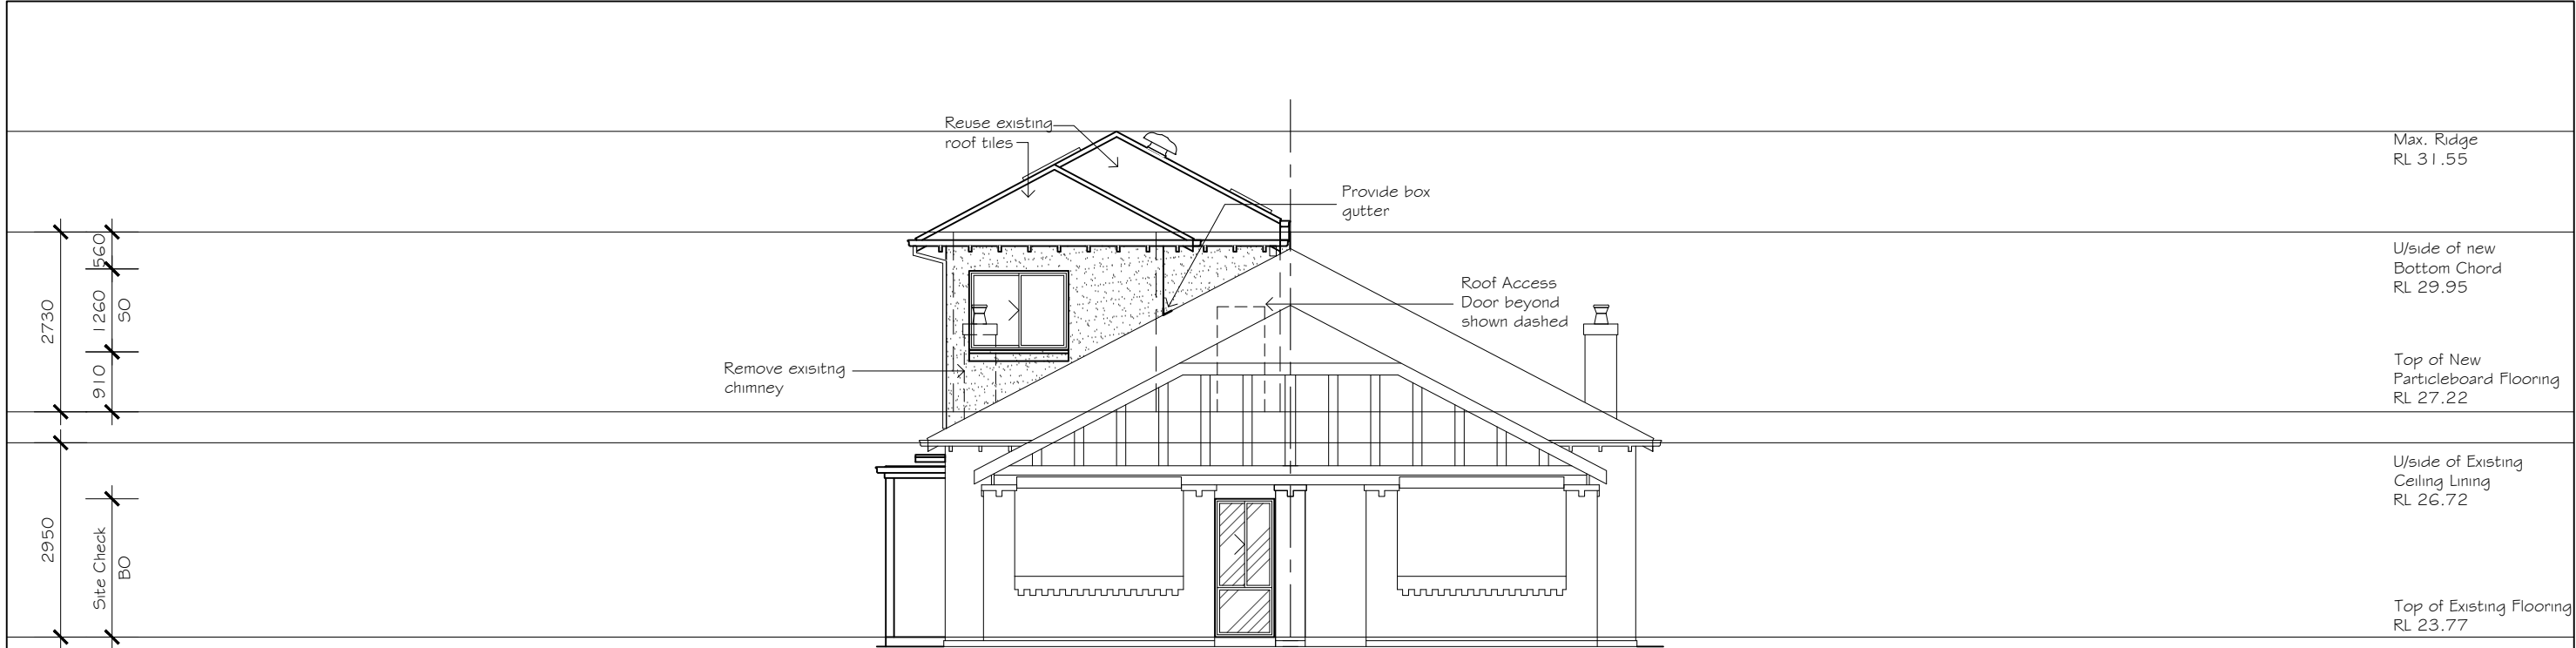 Reuse existing
roof tiles
Max. Ridge
RL 31.55
Provide box
gutter
U/side of new
Bottom Chord
RL 29.95
Roof Access
Door beyond
shown dashed
Remove exisitng
chimney
Top of New
Particleboard Flooring
RL 27.22
U/side of Existing
Ceiling Lining
RL 26.72
Top of Existing Flooring
RL 23.77
2730
560
1260
SO
910
2950
Site Check
BO